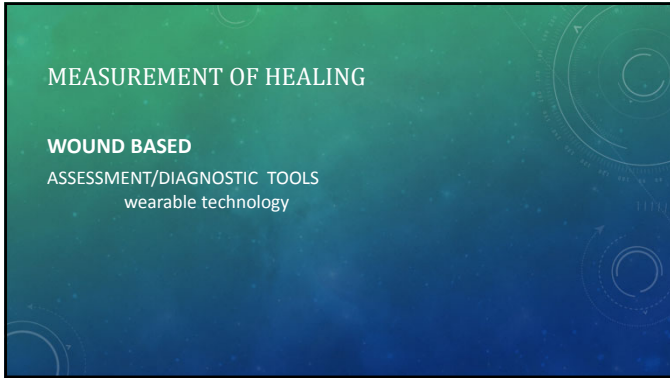 MEASUREMENT OF HEALING
WOUND BASED
ASSESSMENT/DIAGNOSTIC TOOLS
wearable technology